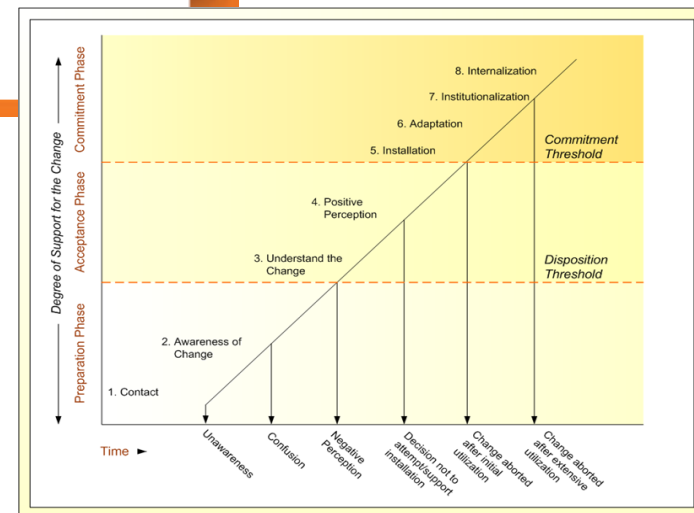 Degree of Support for the Change
Commitment Phase
Acceptance Phase
Preparation Phase
8. Internalization
7. Institutionalization
6. Adaptation
5. Installation
Commitment
Threshold
4. Positive
Perception
3. Understand the
Change
Disposition
Threshold
2. Awareness of
Change
1. Contact
Time
Unawareness
Confusion
Negative
Perception
Decision not to
attempt/support
installation
Change aborted
after initial
utilization
Change aborted
after extensive
utilization